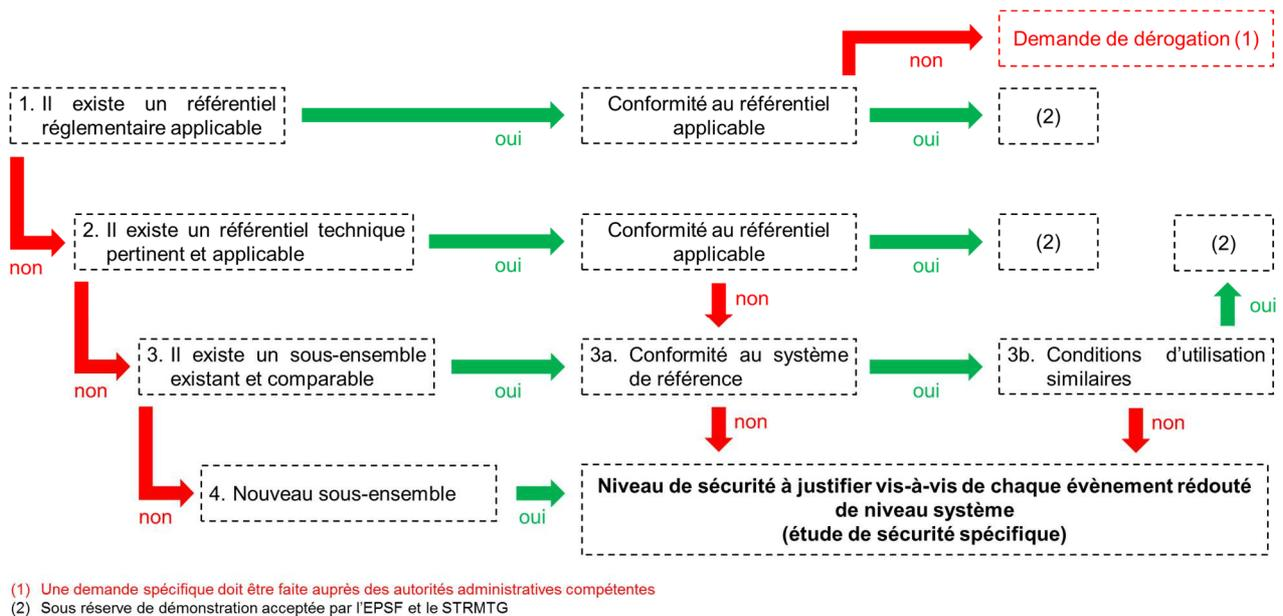 Demande de dérogation (1)
non
1. Il existe un référentiel
réglementaire applicable
oui
Conformité au référentiel
applicable
oui
(2)
non
2. Il existe un référentiel technique
pertinent et applicable
oui
Conformité au référentiel
applicable
oui
(2)
(2)
non
oui
non
3. Il existe un sous-ensemble
existant et comparable
oui
3a. Conformité au système
de référence
oui
3b. Conditions d'utilisation
similaires
non
non
non
4. Nouveau sous-ensemble
oui
Niveau de sécurité à justifier vis-à-vis de chaque évènement rédouté
de niveau système
(étude de sécurité spécifique)
(1) Une demande spécifique doit être faite auprès des autorités administratives compétentes
(2) Sous réserve de démonstration acceptée par l'EPSF et le STRMTG